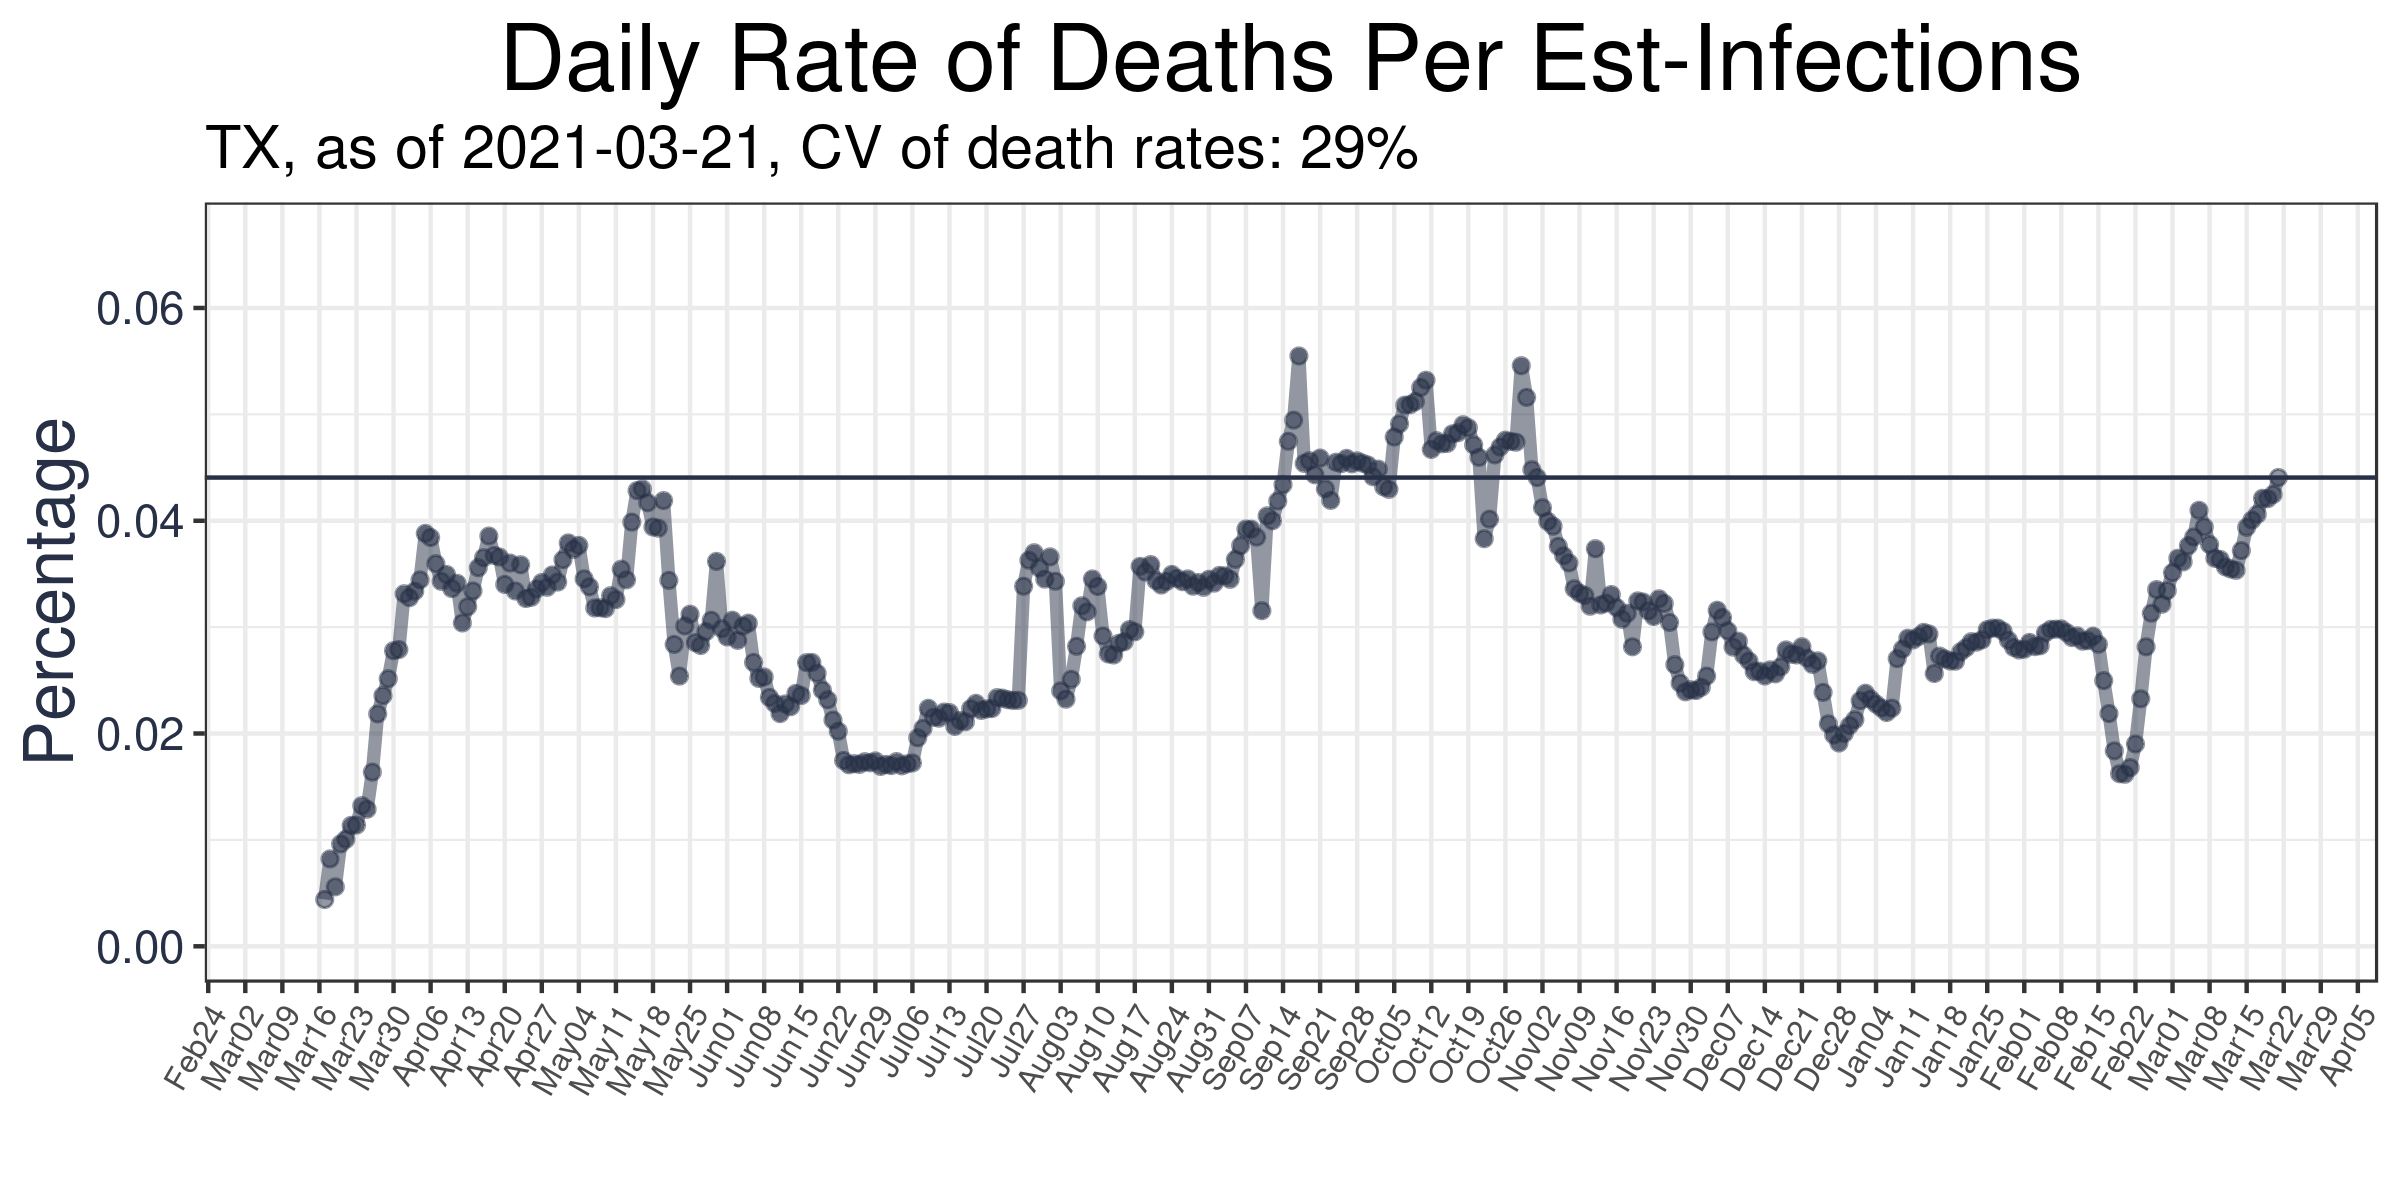 Daily Rate of Deaths Per Est-Infections
TX, as of 2021-03-21, CV of death rates: 29%
Percentage
0.06
0.04
0.02
0.00
Feb24
Mar02
Mar09
Mar16
Mar23
Mar30
Apr06
Apr13
Apr20
Apr27
May04
May11
May18
May25
Jun01
Jun08
Jun15
Jun22
Jun29
Jul06
Jul13
Jul20
Jul27
Aug03
Aug10
Aug17
Aug24
Aug31
Sep07
Sep14
Sep21
Sep28
Oct05
Oct12
Oct19
Oct26
Nov02
Nov09
Nov16
Nov23
Nov30
Dec07
Dec14
Dec21
Dec28
Jan04
Jan11
Jan18
Jan25
Feb01
Feb08
Feb15
Feb22
Mar01
Mar08
Mar15
Mar22
Mar29
Apr05